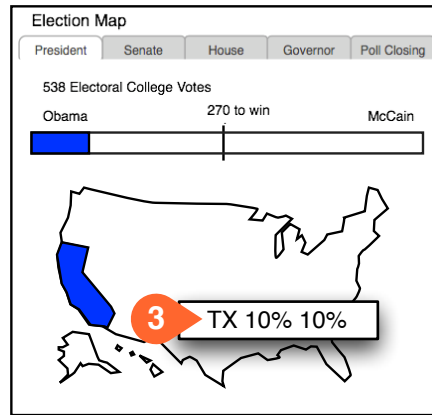 Election Map
President Senate House Governor Poll Closing
538 Electoral College Votes
Obama 270 to win McCain
3 TX 10% 10%